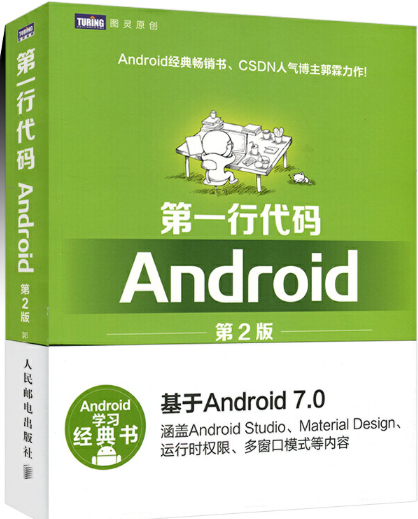 TURING
图灵教育
图灵原创
Android经典畅销书、CSDN人气博主郭霖力作!
第一行代码
Android
第2版
Android
学习
经典书
基于Android 7.0
涵盖Android Studio、Material Design、
运行时权限、多窗口模式等内容
第一行代码
Android
第2版
郭
人民邮电出版社